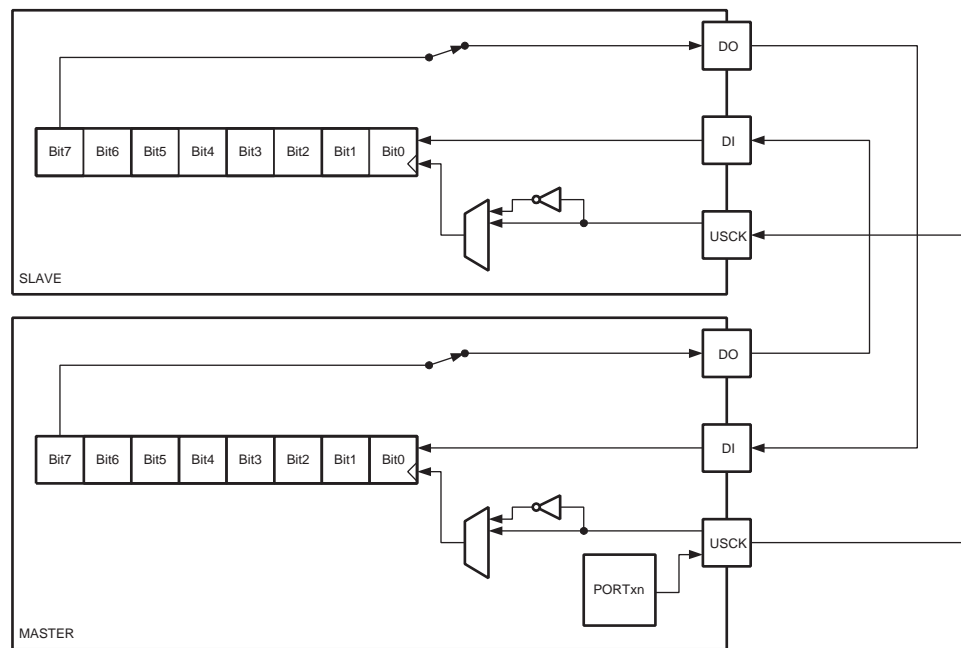 DO
Bit7 Bit6 Bit5 Bit4 Bit3 Bit2 Bit1 Bit0
DI
USCK
SLAVE
DO
Bit7 Bit6 Bit5 Bit4 Bit3 Bit2 Bit1 Bit0
DI
USCK
PORTxn
MASTER